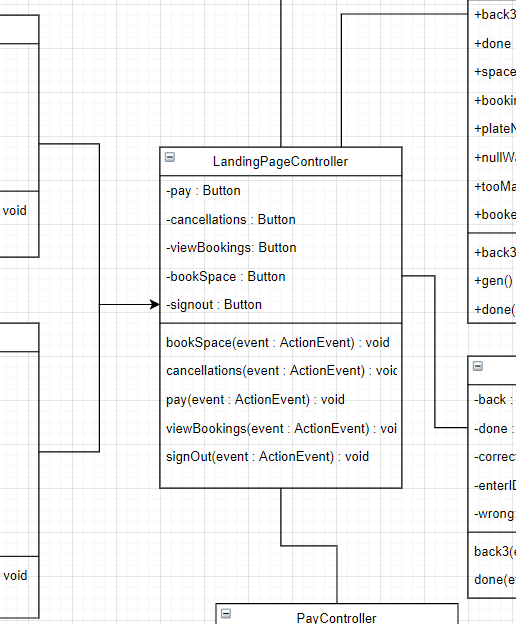 void
void
LandingPageController
-pay : Button
-cancellations : Button
-viewBookings: Button
-bookSpace : Button
-signout : Button
bookSpace(event : ActionEvent) : void
cancellations(event : ActionEvent) : voic
pay(event : ActionEvent) : void
viewBookings(event : ActionEvent) : voi
signOut(event : ActionEvent) : void
PayController
+back3
+done
+space
+bookin
+plateN
+nullWa
+tooMa
+booke
+back3
+gen()
+done(
-back :
-done :
-correc
-enterID
-wrong
back3(e
done(e